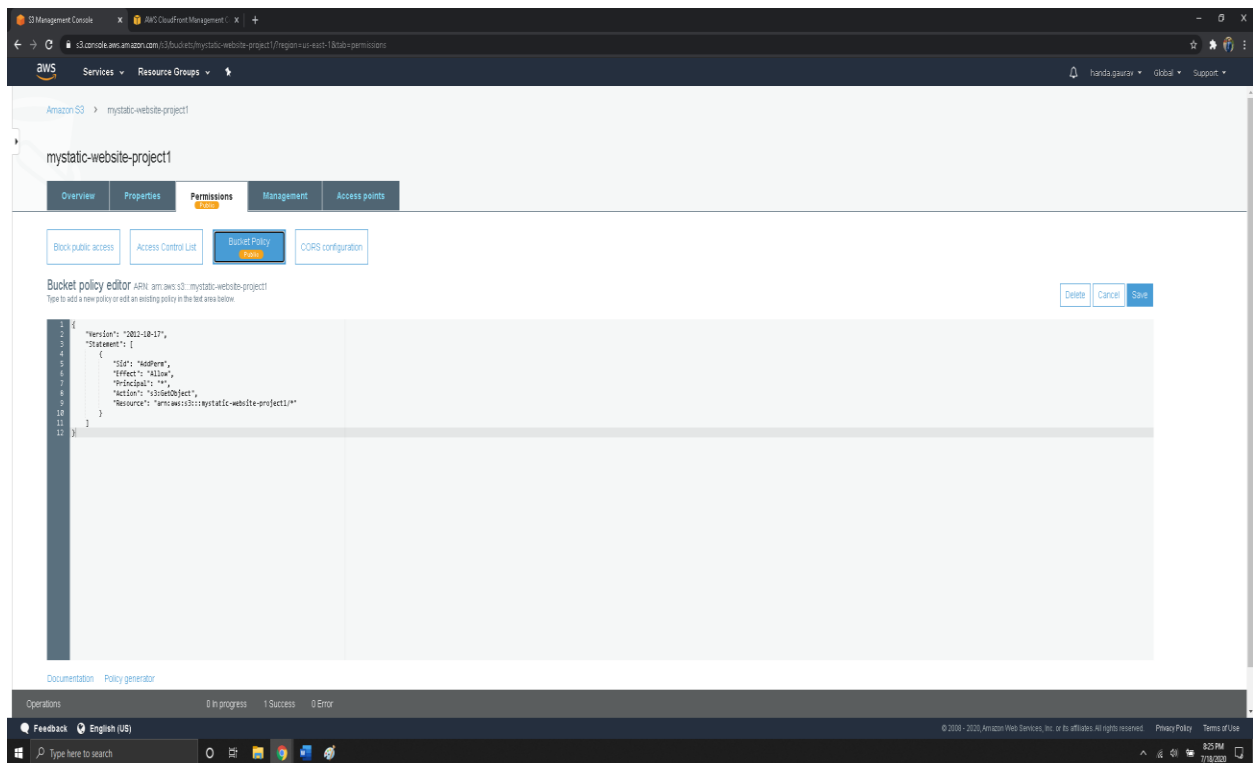 S3 Management Console x AWS CloudFront Management C x +
s3.console.aws.amazon.com/s3/buckets/mystatic-website-project1/?region=us-east-1&tab=permissions
aws Services Resource Groups handa.gaurav Global Support
Amazon S3 > mystatic-website-project1
mystatic-website-project1
Overview Properties Permissions Management Access points
Public
Block public access Access Control List Bucket Policy CORS configuration
Public
Bucket policy editor ARN: arn:aws:s3:::mystatic-website-project1
Type to add a new policy or edit an existing policy in the text area below.
Delete Cancel Save
1 {
2 "Version": "2012-10-17",
3 "Statement": [
4 {
5 "Sid": "AddPerm",
6 "Effect": "Allow",
7 "Principal": "*",
8 "Action": "s3:GetObject",
9 "Resource": "arn:aws:s3:::mystatic-website-project1/*"
10 }
11 ]
12 }
Documentation Policy generator
Operations 0 In progress 1 Success 0 Error
Feedback English (US) © 2008 - 2020, Amazon Web Services, Inc. or its affiliates. All rights reserved. Privacy Policy Terms of Use
Type here to search 8:25 PM
7/18/2020